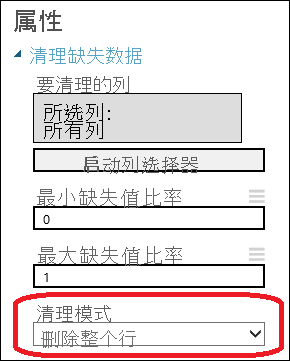 属性
清理缺失数据
要清理的列
所选列：
所有列
启动列选择器
最小缺失值比率
0
最大缺失值比率
1
清理模式
删除整个行